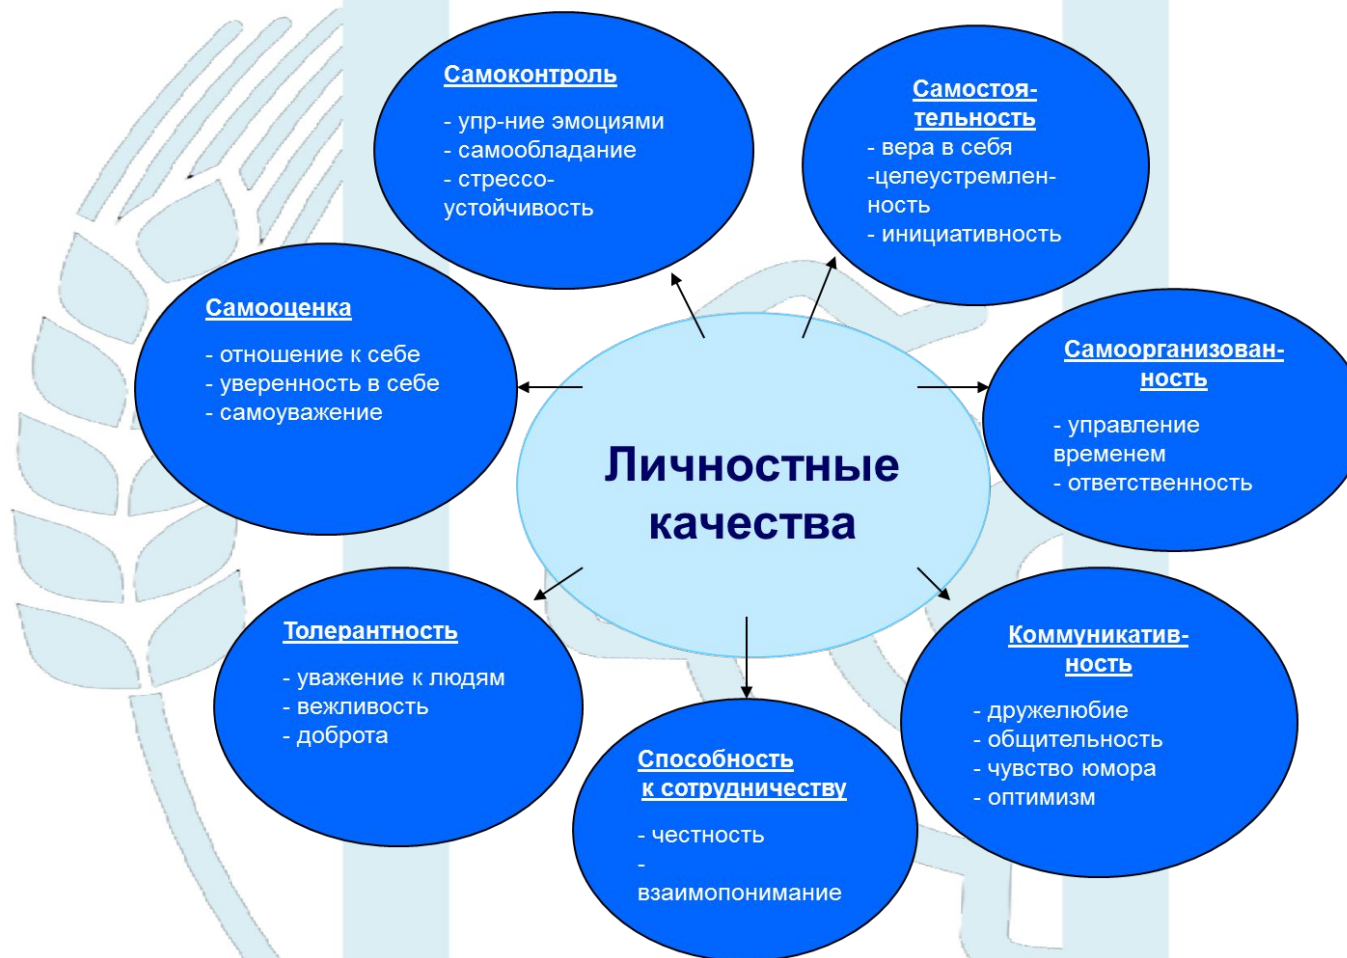 Самоконтроль
- упр-ние эмоциями
- самообладание
- стрессо-
устойчивость
Самостоя-
тельность
- вера в себя
-целеустремлен-
ность
- инициативность
Самооценка
- отношение к себе
- уверенность в себе
- самоуважение
Самоорганизован-
ность
- управление
временем
- ответственность
Личностные
качества
Толерантность
- уважение к людям
- вежливость
- доброта
Коммуникатив-
ность
- дружелюбие
- общительность
- чувство юмора
- оптимизм
Способность
к сотрудничеству
- честность
-
взаимопонимание